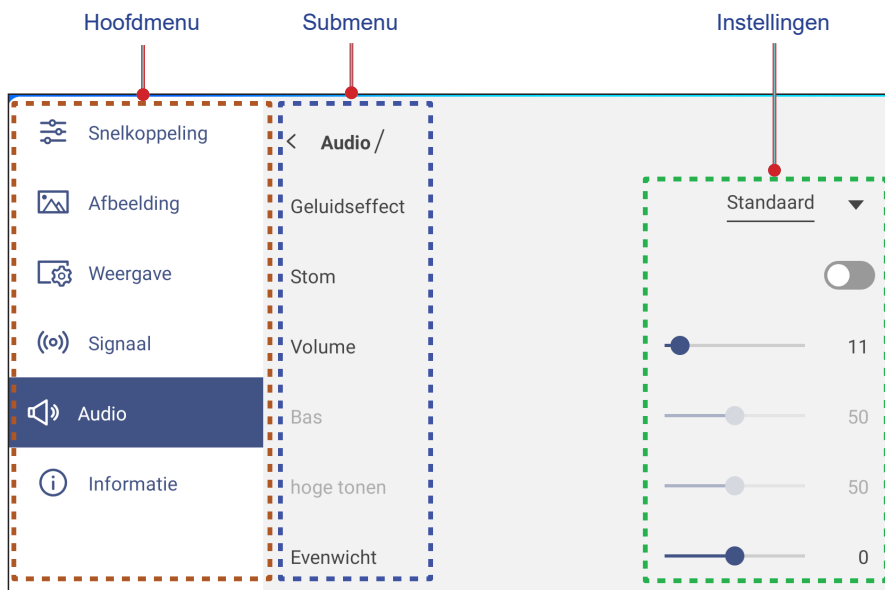 Hoofdmenu Submenu Instellingen
Snelkoppeling
Afbeelding
Weergave
Signaal
Audio
Informatie
< Audio /
Geluidseffect Standaard
Stom
Volume 11
Bas 50
hoge tonen 50
Evenwicht 0